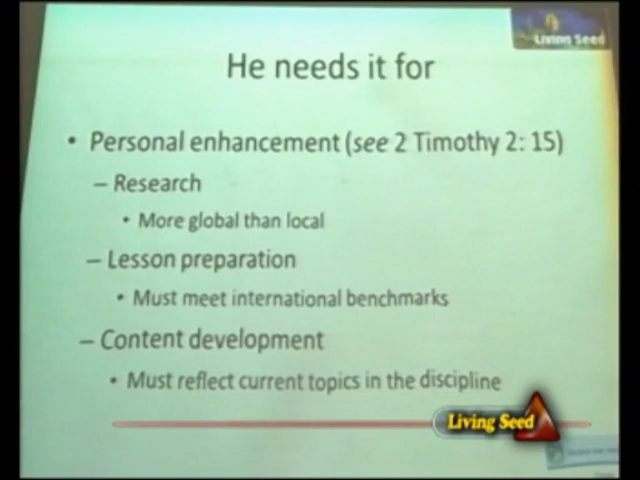 Living Seed
He needs it for
• Personal enhancement (see 2 Timothy 2: 15)
– Research
• More global than local
– Lesson preparation
• Must meet international benchmarks
– Content development
• Must reflect current topics in the discipline
Living Seed